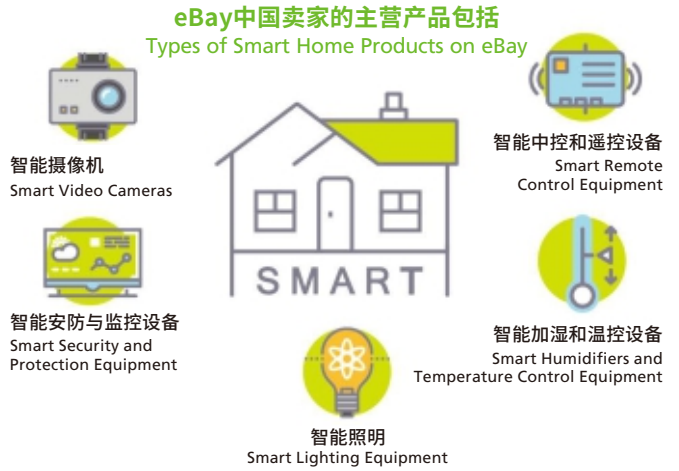 eBay中国卖家的主营产品包括
Types of Smart Home Products on eBay
智能摄像机
Smart Video Cameras
智能中控和遥控设备
Smart Remote
Control Equipment
SMART
智能安防与监控设备
Smart Security and
Protection Equipment
智能加湿和温控设备
Smart Humidifiers and
Temperature Control Equipment
智能照明
Smart Lighting Equipment